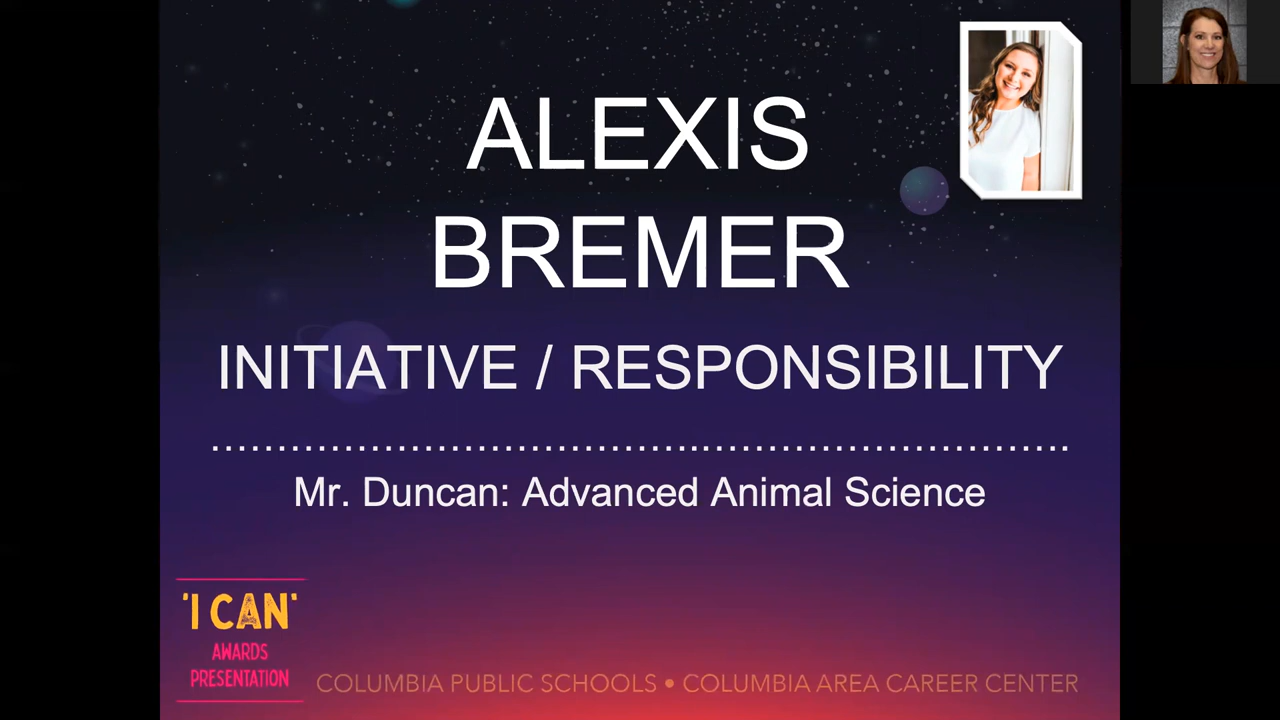 ALEXIS
BREMER
INITIATIVE / RESPONSIBILITY
Mr. Duncan: Advanced Animal Science
'I CAN'
AWARDS
PRESENTATION
COLUMBIA PUBLIC SCHOOLS • COLUMBIA AREA CAREER CENTER